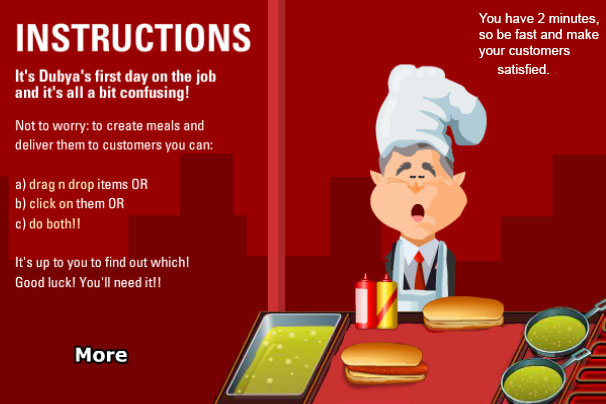 INSTRUCTIONS
It's Dubya's first day on the job
and it's all a bit confusing!
Not to worry: to create meals and
deliver them to customers you can:
a) drag n drop items OR
b) click on them OR
c) do both!!
It's up to you to find out which!
Good luck! You'll need it!!
More
You have 2 minutes,
so be fast and make
your customers
satisfied.